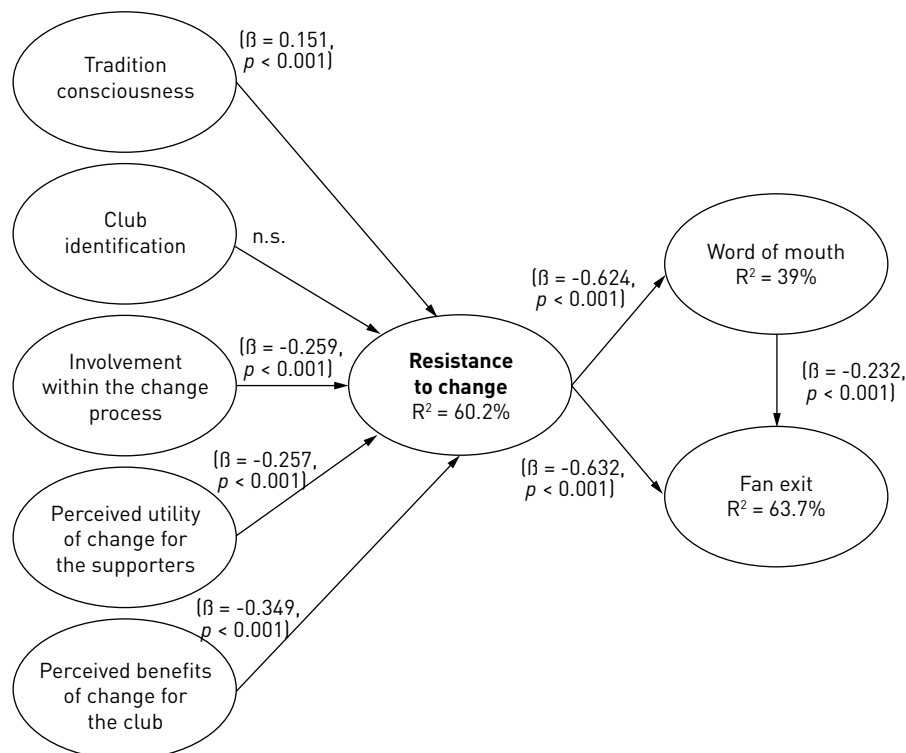 (ß = 0.151,
p < 0.001)
Tradition
consciousness
Club
identification
n.s.
Involvement
within the change
process
(ß = -0.259,
p < 0.001)
Perceived utility
of change for
the supporters
(ß = -0.257,
p < 0.001)
Perceived benefits
of change for
the club
(ß = -0.349,
p < 0.001)
Resistance
to change
R² = 60.2%
(ß = -0.624,
p < 0.001)
(ß = -0.632,
p < 0.001)
Word of mouth
R² = 39%
(ß = -0.232,
p < 0.001)
Fan exit
R² = 63.7%